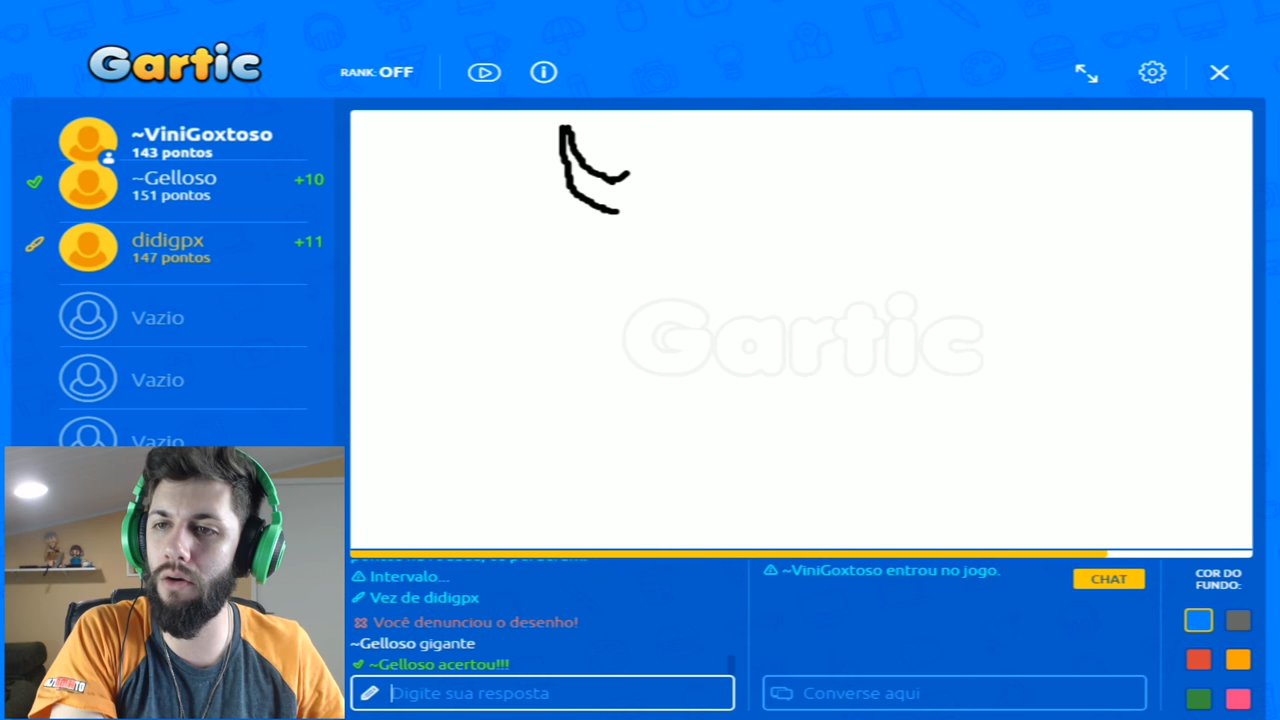 Gartic
RANK: OFF
~ViniGoxtoso
143 pontos
~Gelloso +10
151 pontos
didigpx +11
147 pontos
Vazio
Vazio
Vazio
Gartic
Intervalo...
Vez de didigpx
Você denunciou o desenho!
~Gelloso gigante
~Gelloso acertou!!!
Digite sua resposta
~ViniGoxtoso entrou no jogo.
CHAT
Converse aqui
COR DO
FUNDO: